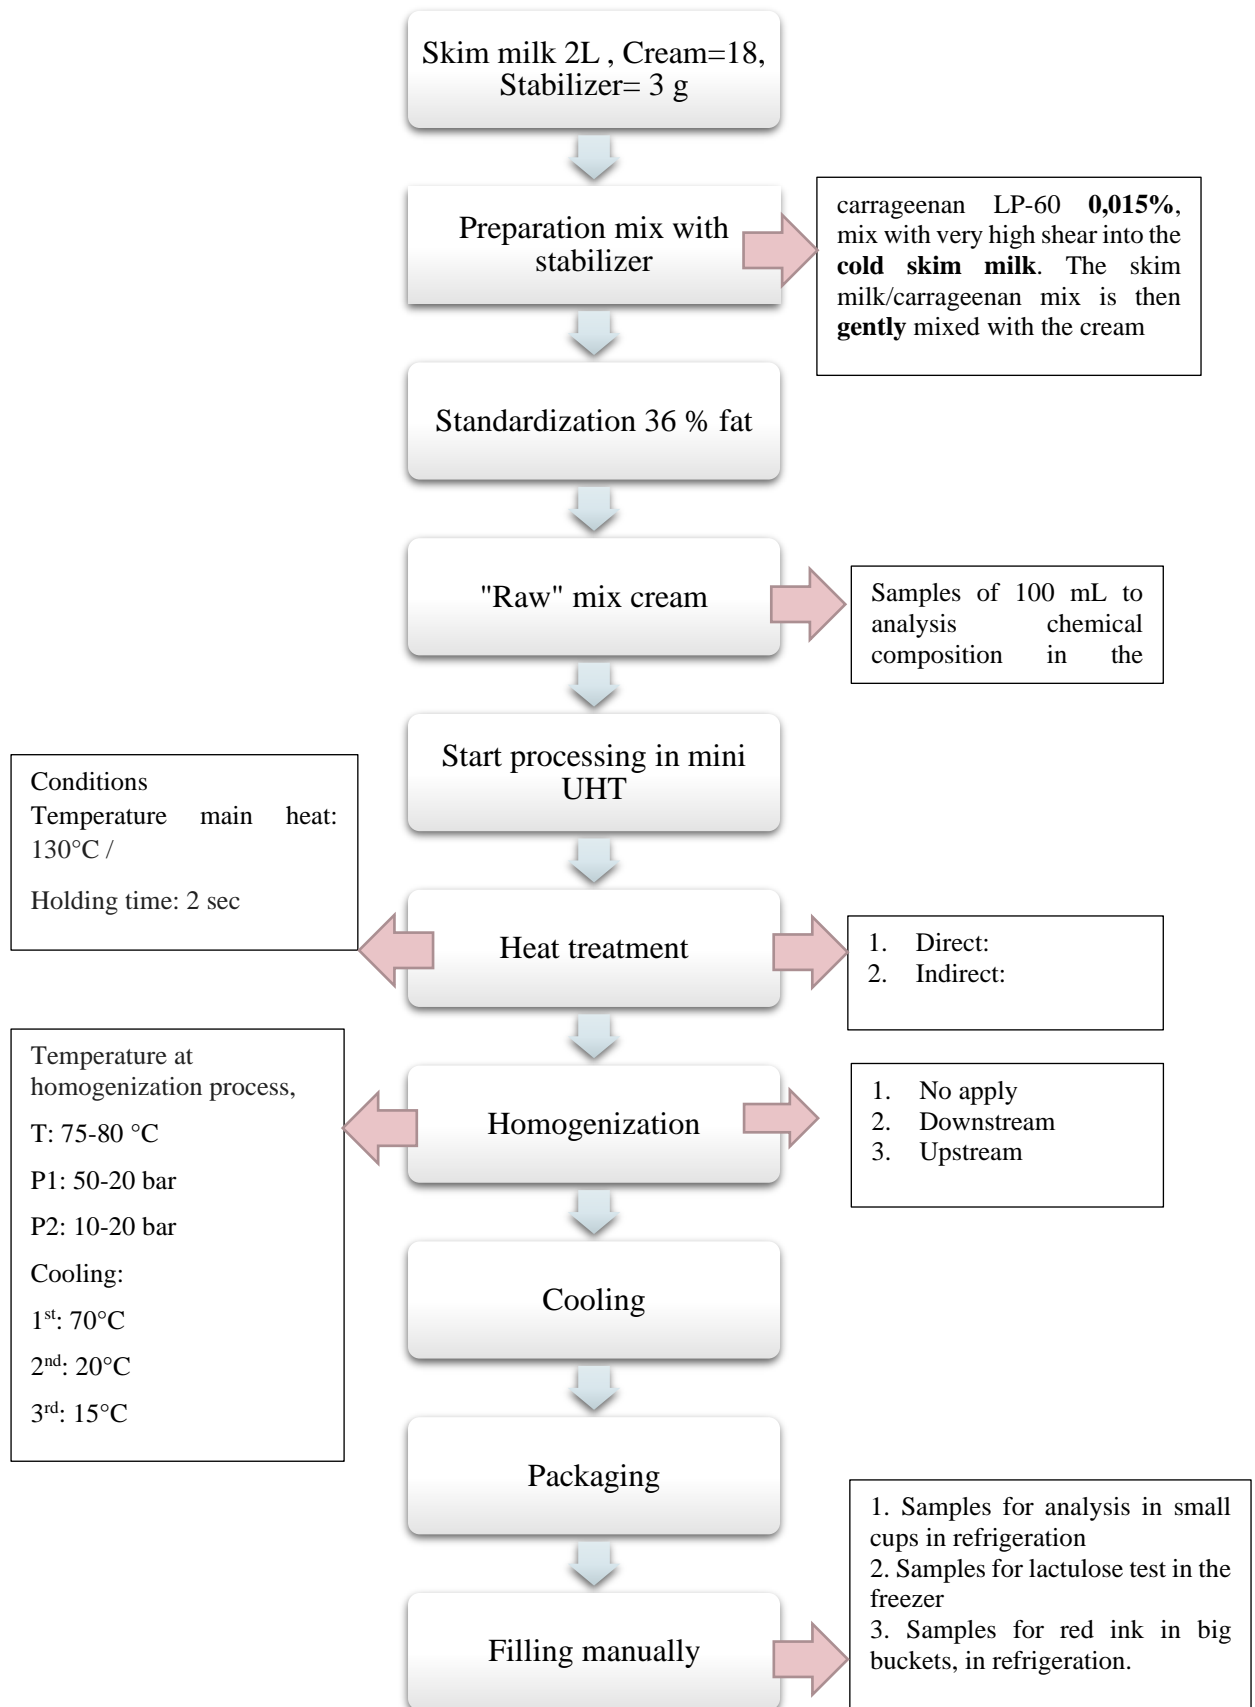 Skim milk 2L , Cream=18,
Stabilizer= 3 g
Preparation mix with
stabilizer
carrageenan LP-60 0,015%,
mix with very high shear into the
cold skim milk. The skim
milk/carrageenan mix is then
gently mixed with the cream
Standardization 36 % fat
"Raw" mix cream
Samples of 100 mL to
analysis chemical
composition in the
Start processing in mini
UHT
Conditions
Temperature main heat:
130°C /
Holding time: 2 sec
Heat treatment
1. Direct:
2. Indirect:
Temperature at
homogenization process,
T: 75-80 °C
P1: 50-20 bar
P2: 10-20 bar
Cooling:
1st: 70°C
2nd: 20°C
3rd: 15°C
Homogenization
1. No apply
2. Downstream
3. Upstream
Cooling
Packaging
Filling manually
1. Samples for analysis in small
cups in refrigeration
2. Samples for lactulose test in the
freezer
3. Samples for red ink in big
buckets, in refrigeration.